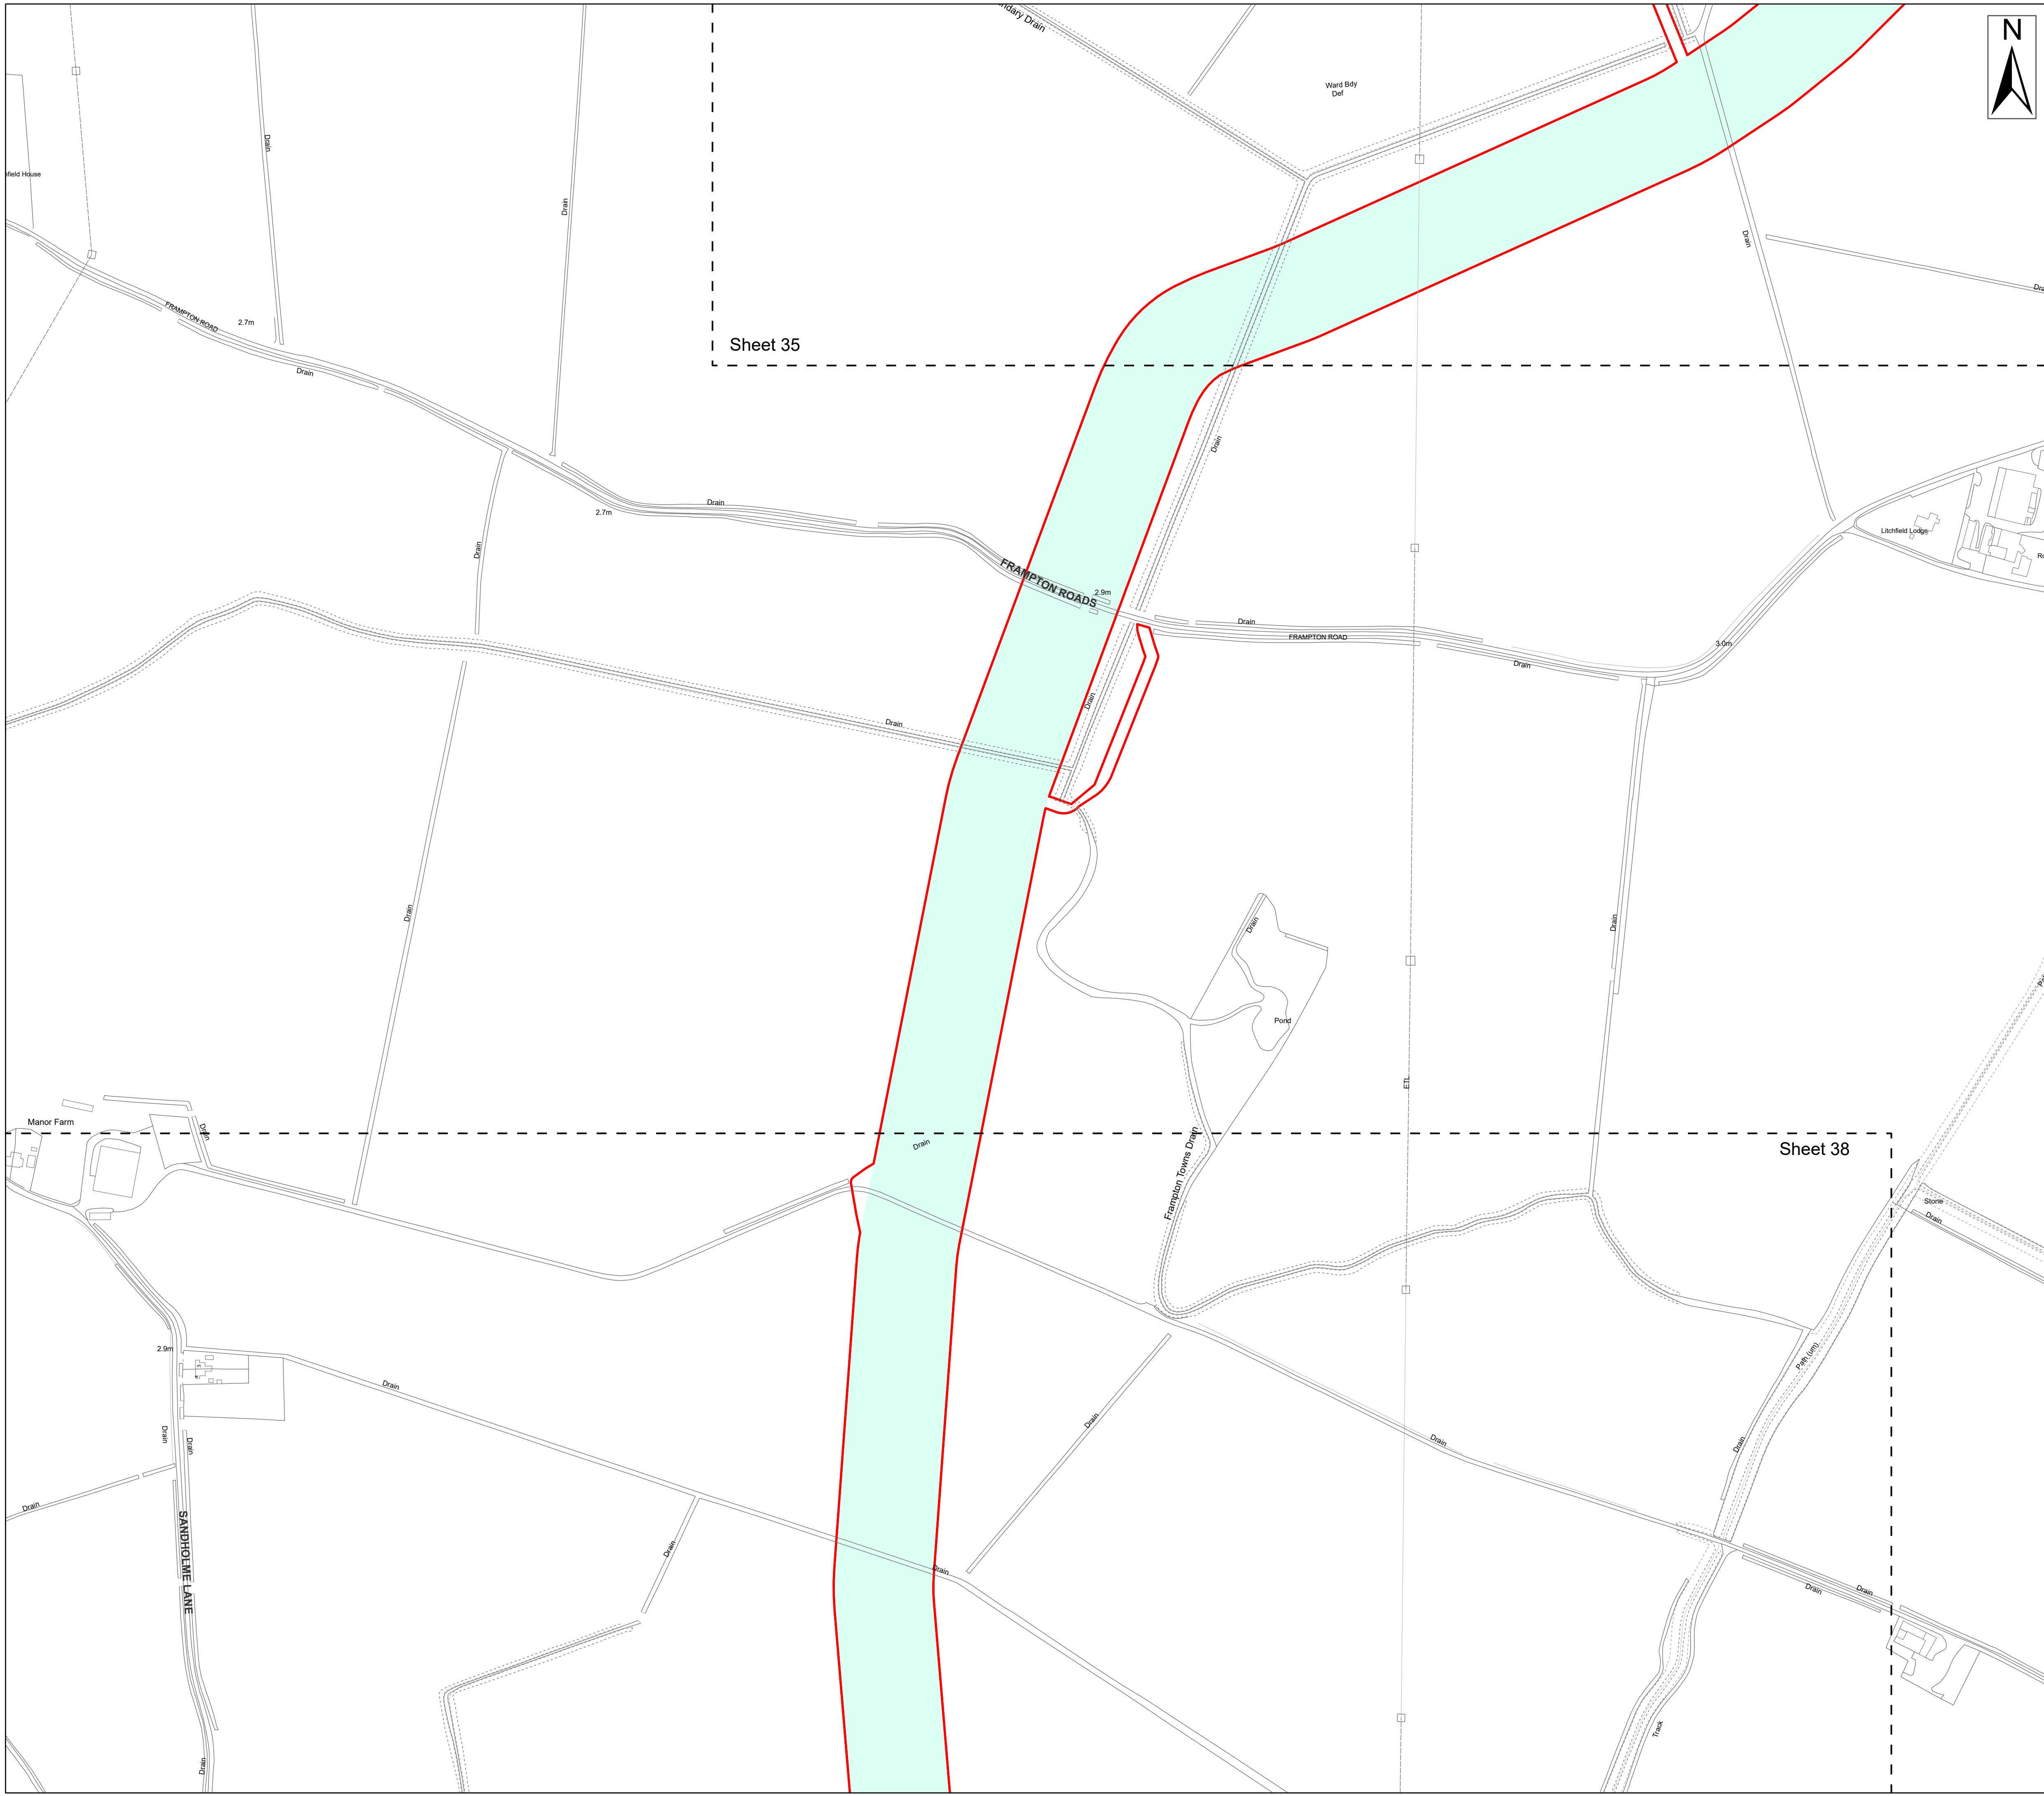 ndary Drain
N
Ward Bdy
Def
Drain
field House
Drain
Drain
FRAMPTON ROAD
2.7m
Sheet 35
Drain
Drain
Drain
2.7m
Litchfield Lodge
Drain
FRAMPTON ROADS
2.9m
Drain
FRAMPTON ROAD
3.0m
Drain
Drain
Drain
Drain
Drain
Drain
Pond
ETL
Manor Farm
Drain
Drain
Sheet 38
Frampton Towns Drain
Stone
Drain
2.9m
Path (um)
Drain
Drain
Drain
Drain
Drain
Drain
Drain
SANDHOLME LANE
Drain
Drain
Drain
Drain
Track
Drain